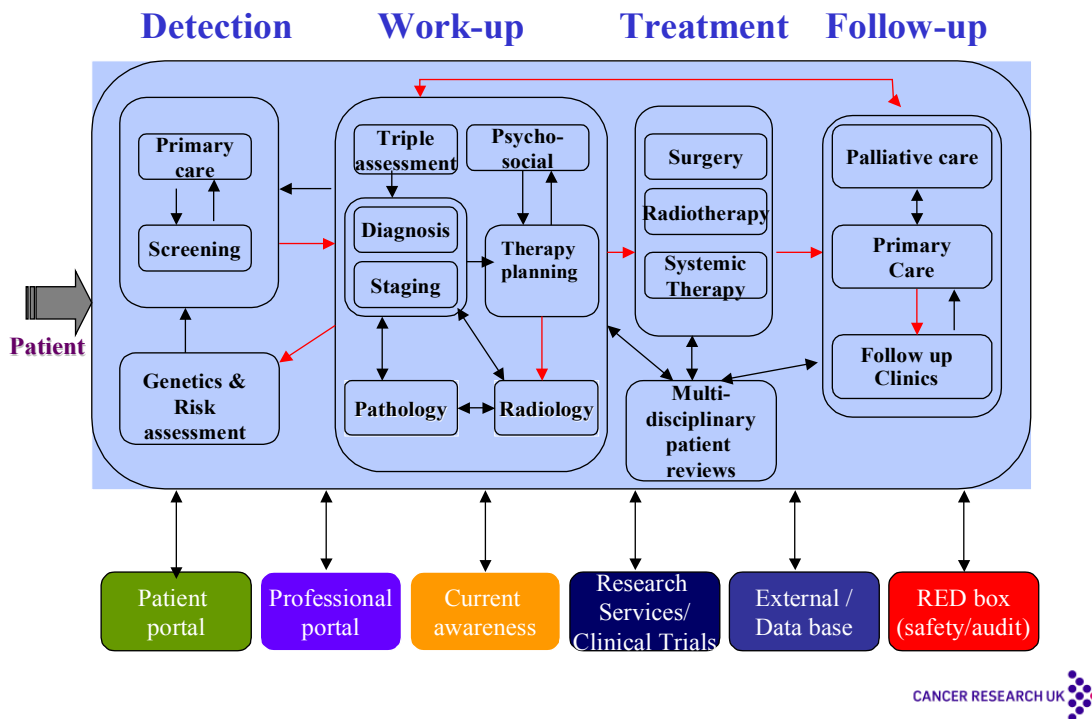 Detection
Work-up
Treatment
Follow-up
Patient
Primary
care
Screening
Genetics &
Risk
assessment
Triple
assessment
Psycho-
social
Diagnosis
Staging
Therapy
planning
Pathology
Radiology
Surgery
Radiotherapy
Systemic
Therapy
Multi-
disciplinary
patient
reviews
Palliative care
Primary
Care
Follow up
Clinics
Patient
portal
Professional
portal
Current
awareness
Research
Services/
Clinical Trials
External /
Data base
RED box
(safety/audit)
CANCER RESEARCH UK